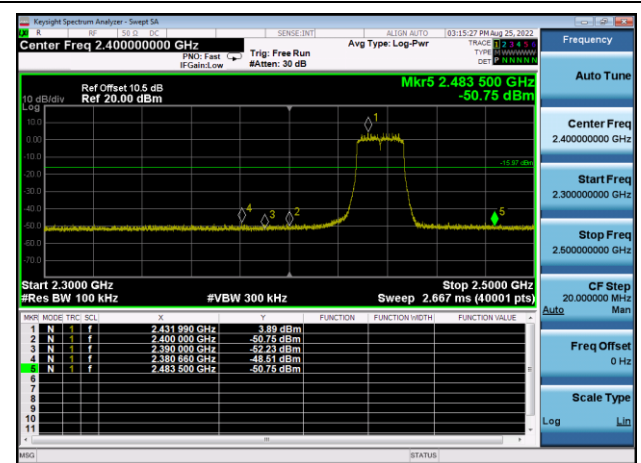 Keysight Spectrum Analyzer - Swept SA
RF 50 Ω DC SENSE:INT ALIGN AUTO 03:15:27 PM Aug 25, 2022
Center Freq 2.400000000 GHz Avg Type: Log-Pwr TRACE 1 2 3 4 5 6
PNO: Fast Trig: Free Run TYPE M WWWWW
IFGain:Low #Atten: 30 dB DET P N N N N N
Frequency
Auto Tune
Center Freq
2.400000000 GHz
Start Freq
2.300000000 GHz
Stop Freq
2.500000000 GHz
CF Step
20.000000 MHz
Auto Man
Freq Offset
0 Hz
Scale Type
Log Lin
Ref Offset 10.5 dB Mkr5 2.483 500 GHz
10 dB/div Ref 20.00 dBm -50.75 dBm
Log
10.0
0.00
-10.0
-20.0
-30.0
-40.0
-50.0
-60.0
-70.0
1
-15.97 dBm
4
3
2
5
Start 2.3000 GHz Stop 2.5000 GHz
#Res BW 100 kHz #VBW 300 kHz Sweep 2.667 ms (40001 pts)
MKR MODE TRC SCL X Y FUNCTION FUNCTION WIDTH FUNCTION VALUE
1 N 1 f 2.431 990 GHz 3.89 dBm
2 N 1 f 2.400 000 GHz -50.75 dBm
3 N 1 f 2.390 000 GHz -52.23 dBm
4 N 1 f 2.380 660 GHz -48.51 dBm
5 N 1 f 2.483 500 GHz -50.75 dBm
6
7
8
9
10
11
MSG STATUS